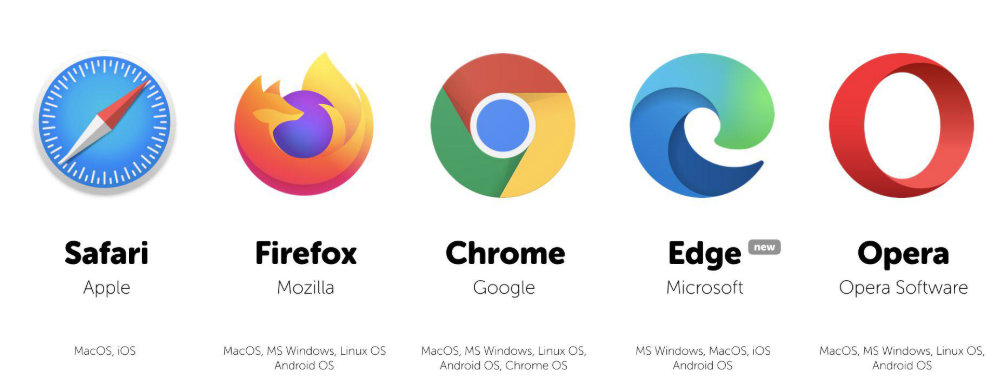 Safari
Apple
MacOS, iOS
Firefox
Mozilla
MacOS, MS Windows, Linux OS
Android OS
Chrome
Google
MacOS, MS Windows, Linux OS,
Android OS, Chrome OS
Edge new
Microsoft
MS Windows, MacOS, iOS
Android OS
Opera
Opera Software
MacOS, MS Windows, Linux OS,
Android OS